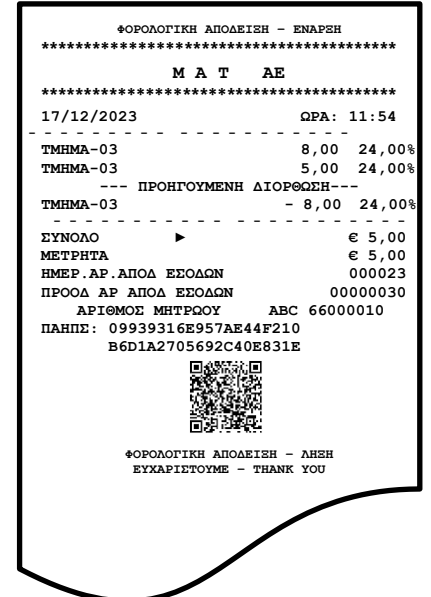 ΦΟΡΟΛΟΓΙΚΗ ΑΠΟΔΕΙΞΗ – ΕΝΑΡΞΗ
******************************************
Μ Α Τ ΑΕ
******************************************
17/12/2023 ΩΡΑ: 11:54
- - - - - - - - - - - - - - - - - - - -
ΤΜΗΜΑ-03 8,00 24,00%
ΤΜΗΜΑ-03 5,00 24,00%
--- ΠΡΟΗΓΟΥΜΕΝΗ ΔΙΟΡΘΩΣΗ---
ΤΜΗΜΑ-03 - 8,00 24,00%
- - - - - - - - - - - - - - - - - - - -
ΣΥΝΟΛΟ ► € 5,00
ΜΕΤΡΗΤΑ € 5,00
ΗΜΕΡ.ΑΡ.ΑΠΟΔ ΕΣΟΔΩΝ 000023
ΠΡΟΟΔ ΑΡ ΑΠΟΔ ΕΣΟΔΩΝ 00000030
ΑΡΙΘΜΟΣ ΜΗΤΡΩΟΥ ABC 66000010
ΠΑΗΠΣ: 09939316E957AE44F210
B6D1A2705692C40E831E
ΦΟΡΟΛΟΓΙΚΗ ΑΠΟΔΕΙΞΗ – ΛΗΞΗ
ΕΥΧΑΡΙΣΤΟΥΜΕ – THANK YOU